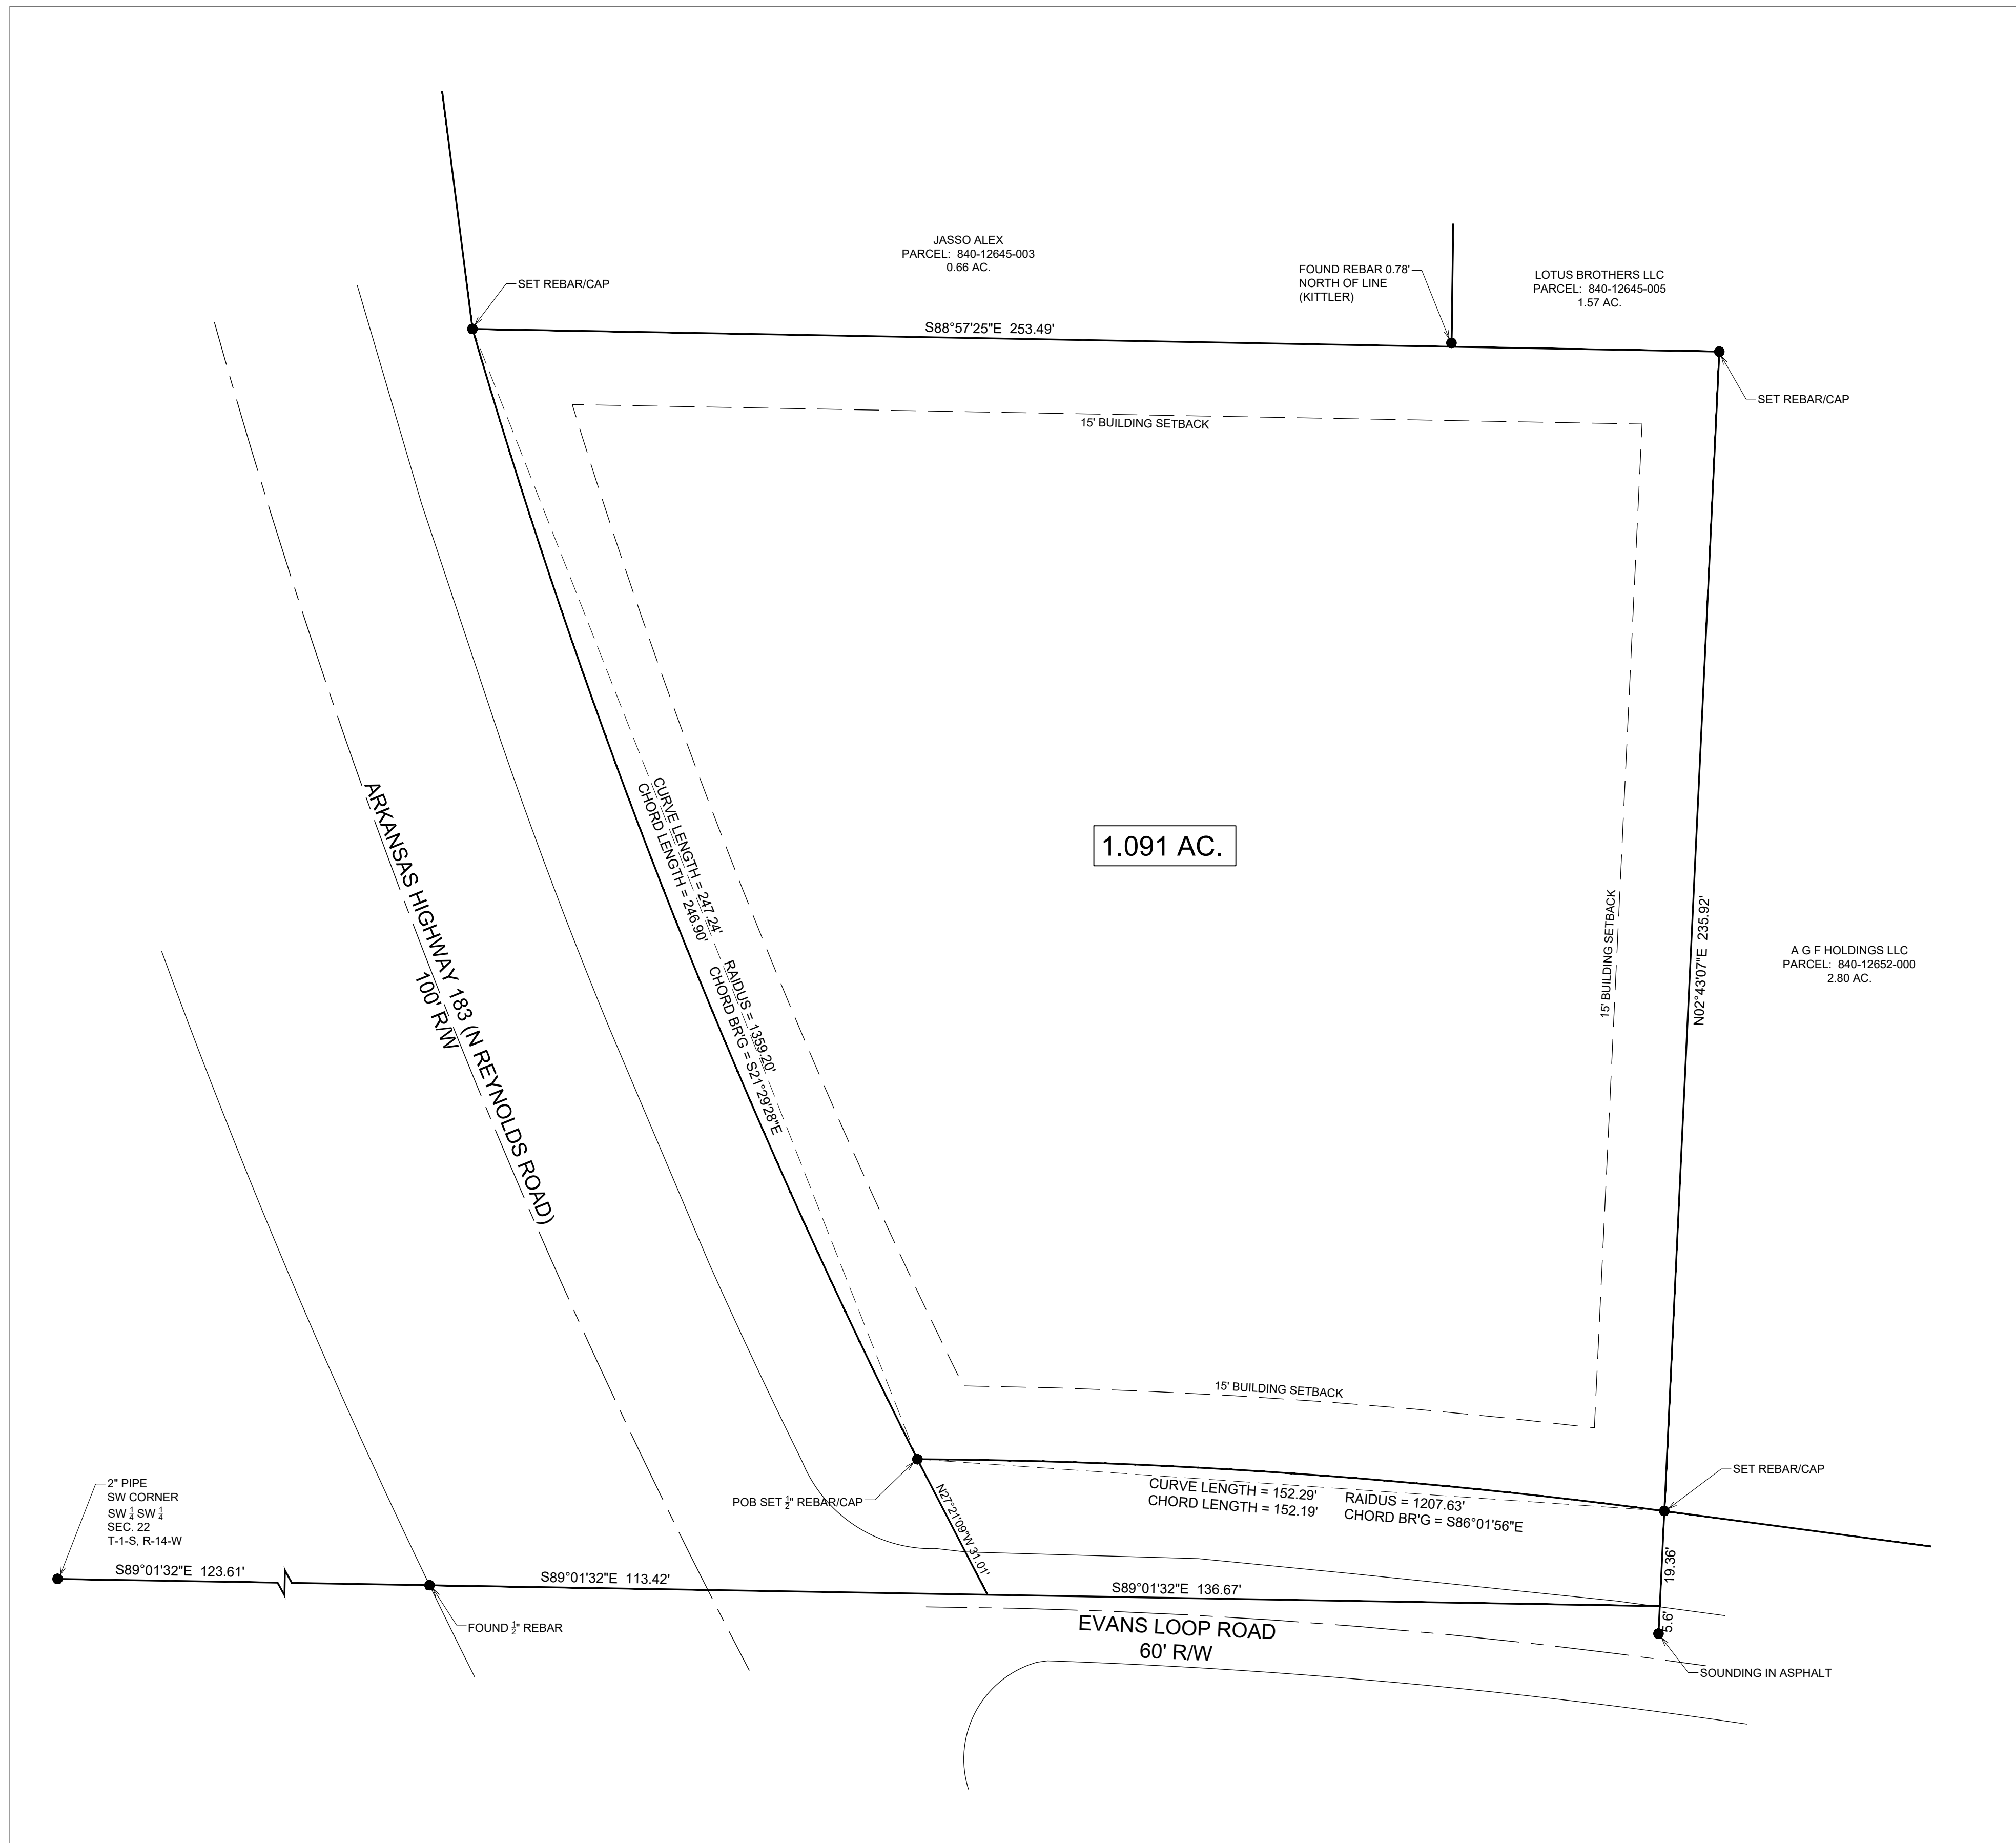 JASSO ALEX
PARCEL: 840-12645-003
0.66 AC.
FOUND REBAR 0.78'
NORTH OF LINE
(KITTLER)
LOTUS BROTHERS LLC
PARCEL: 840-12645-005
1.57 AC.
SET REBAR/CAP
S88°57'25"E 253.49'
SET REBAR/CAP
15' BUILDING SETBACK
CURVE LENGTH = 247.24' RAIDUS = 1359.20'
CHORD LENGTH = 246.90' CHORD BR'G = S21°29'28"E
ARKANSAS HIGHWAY 183 (N REYNOLDS ROAD)
100' R/W
1.091 AC.
15' BUILDING SETBACK
N02°43'07"E 235.92'
A G F HOLDINGS LLC
PARCEL: 840-12652-000
2.80 AC.
15' BUILDING SETBACK
2" PIPE
SW CORNER
SW 1/4 SW 1/4
SEC. 22
T-1-S, R-14-W
POB SET 1/2" REBAR/CAP
N27°21'09"W 31.01'
CURVE LENGTH = 152.29' RAIDUS = 1207.63'
CHORD LENGTH = 152.19' CHORD BR'G = S86°01'56"E
SET REBAR/CAP
S89°01'32"E 123.61'
S89°01'32"E 113.42'
S89°01'32"E 136.67'
19.36'
5.6'
FOUND 1/2" REBAR
EVANS LOOP ROAD
60' R/W
SOUNDING IN ASPHALT